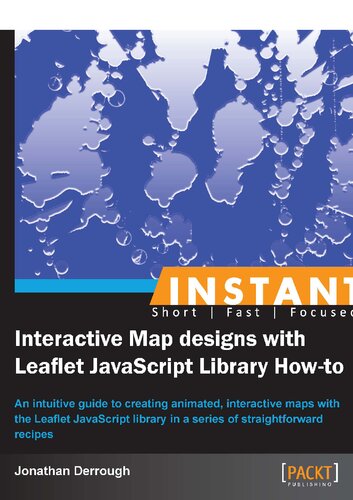 INSTANT
Short | Fast | Focused
Interactive Map designs with
Leaflet JavaScript Library How-to
An intuitive guide to creating animated, interactive maps with
the Leaflet JavaScript library in a series of straightforward
recipes
Jonathan Derrough
[PACKT]
PUBLISHING